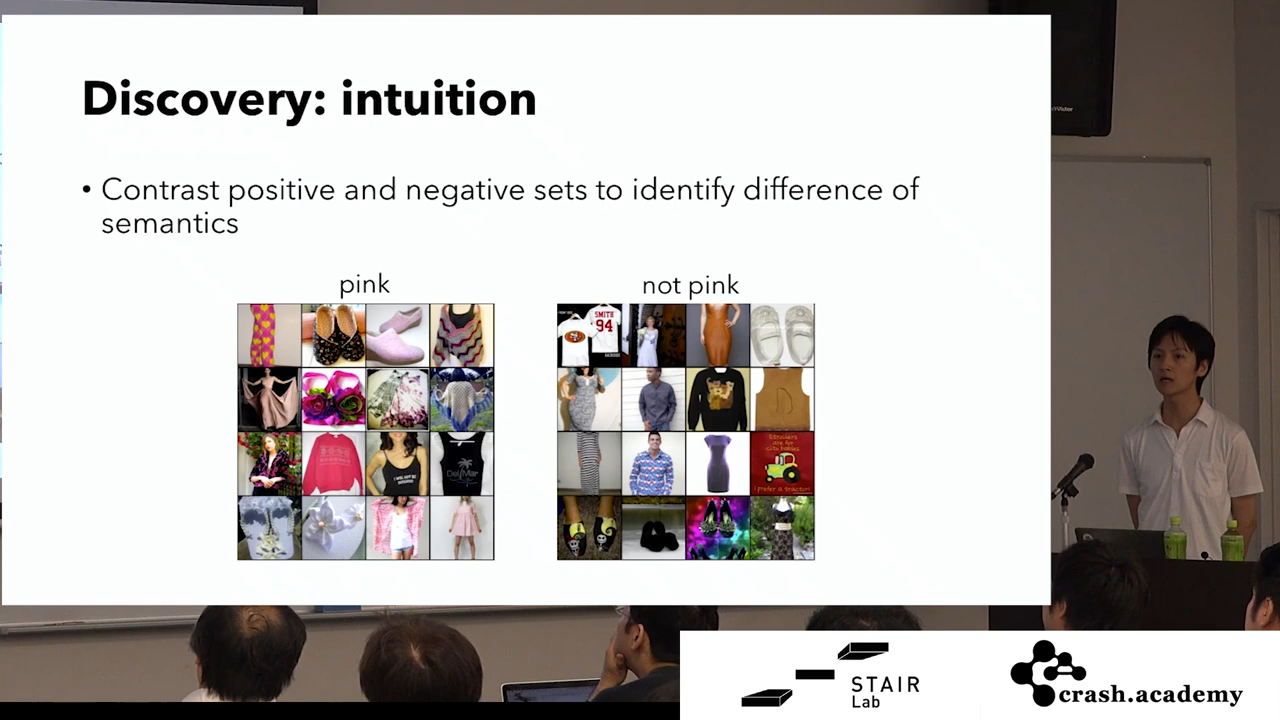 Discovery: intuition
• Contrast positive and negative sets to identify difference of
semantics
pink
not pink
SMITH
94
Del Mar
I prefer a tractor!
STAIR
Lab
crash.academy